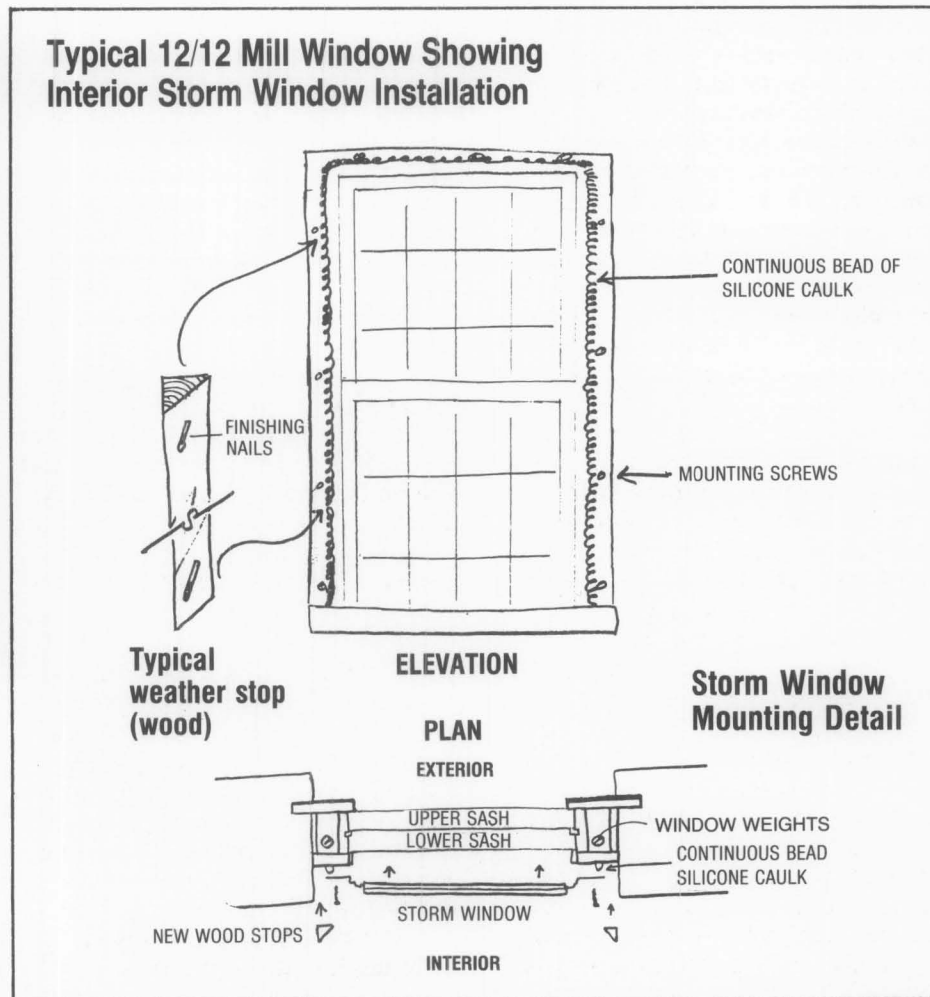 Typical 12/12 Mill Window Showing
Interior Storm Window Installation
CONTINUOUS BEAD OF
SILICONE CAULK
FINISHING
NAILS
MOUNTING SCREWS
Typical
weather stop
(wood)
ELEVATION
Storm Window
Mounting Detail
PLAN
EXTERIOR
UPPER SASH
LOWER SASH
WINDOW WEIGHTS
CONTINUOUS BEAD
SILICONE CAULK
STORM WINDOW
NEW WOOD STOPS
INTERIOR